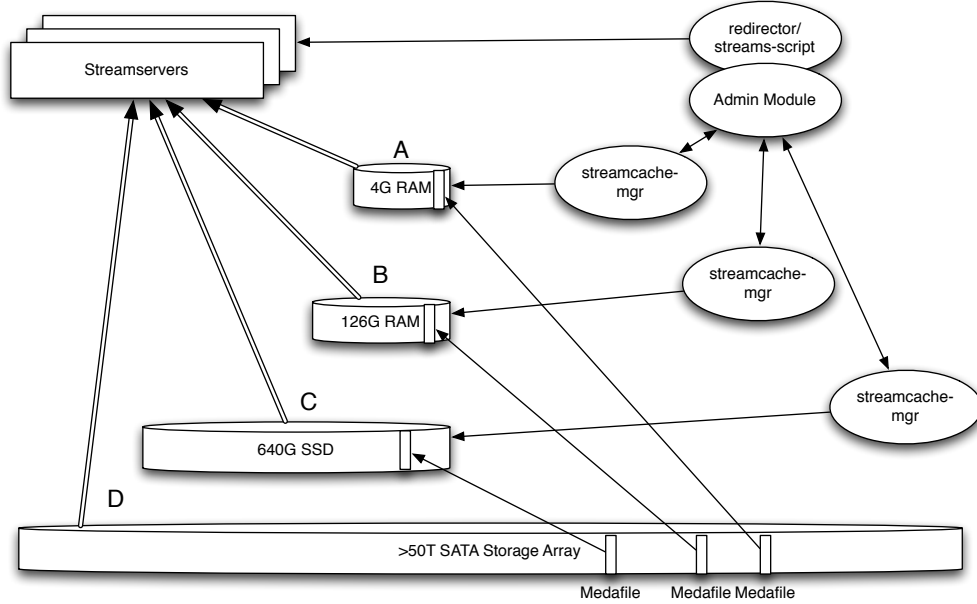 redirector/
streams-script
Streamservers
Admin Module
A
4G RAM
streamcache-
mgr
B
126G RAM
streamcache-
mgr
C
640G SSD
streamcache-
mgr
D
>50T SATA Storage Array
Medafile
Medafile
Medafile